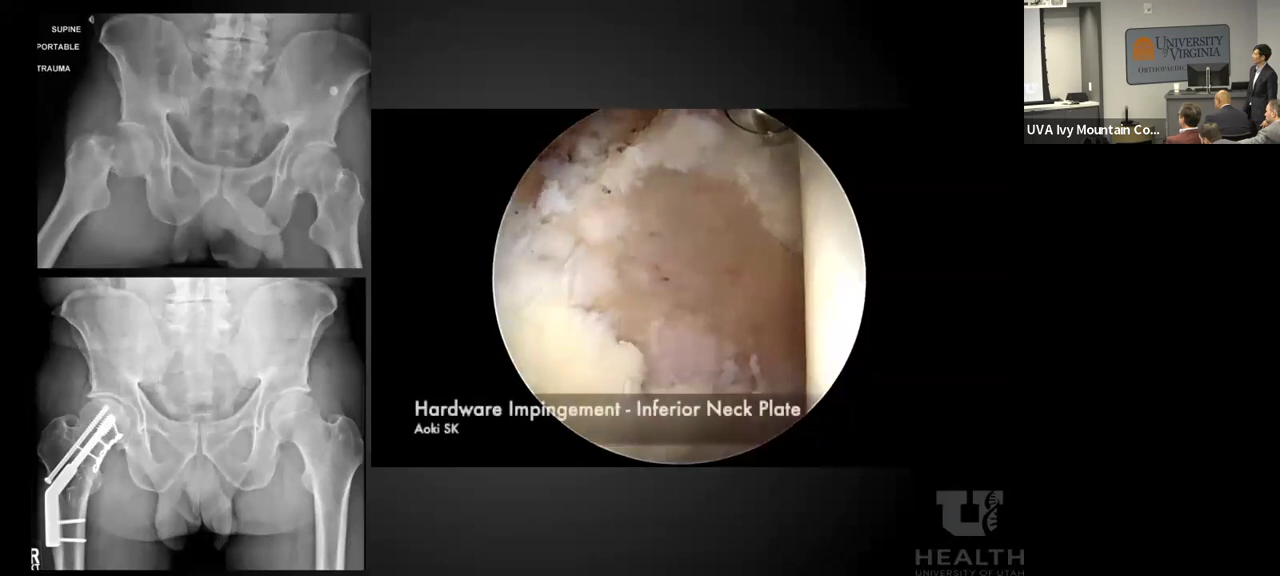 SUPINE
PORTABLE
TRAUMA
Hardware Impingement - Inferior Neck Plate
Aoki SK
R
U
HEALTH
UNIVERSITY OF UTAH
UNIVERSITY
of VIRGINIA
UVA Ivy Mountain Co...